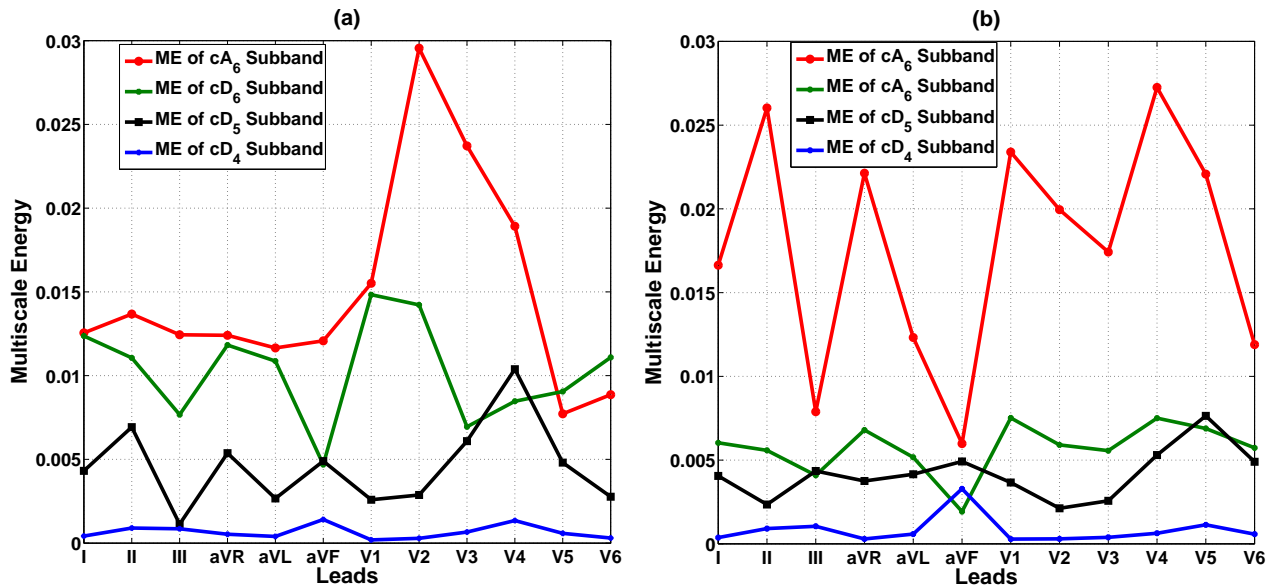 (a)
0.03
0.025
0.02
0.015
0.01
0.005
0
Multiscale Energy
ME of cA6 Subband
ME of cD6 Subband
ME of cD5 Subband
ME of cD4 Subband
I II III aVR aVL aVF V1 V2 V3 V4 V5 V6
Leads
(b)
0.03
0.025
0.02
0.015
0.01
0.005
0
Multiscale Energy
ME of cA6 Subband
ME of cA6 Subband
ME of cD5 Subband
ME of cD4 Subband
I II III aVR aVL aVF V1 V2 V3 V4 V5 V6
Leads